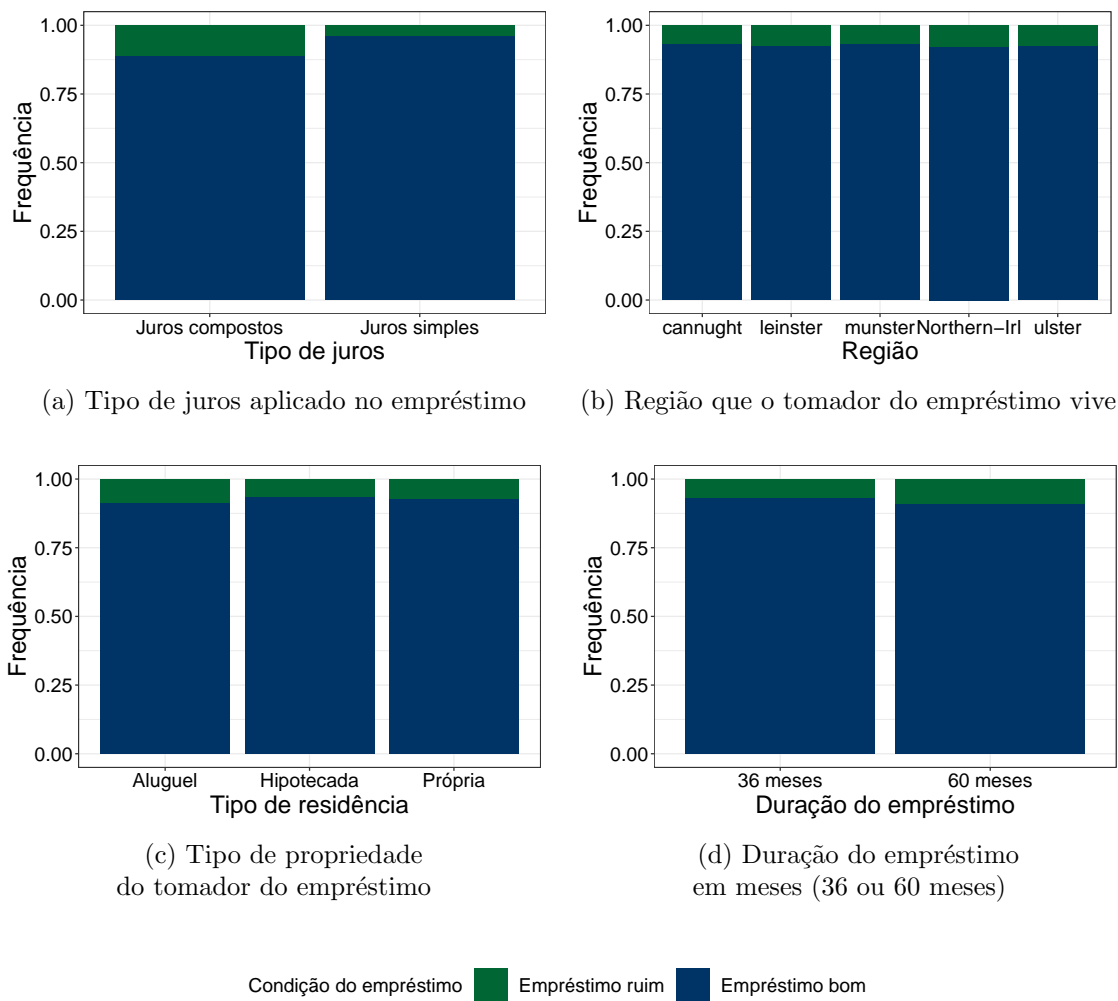 1.00
0.75
0.50
0.25
0.00
Frequência
Juros compostos
Juros simples
Tipo de juros
(a) Tipo de juros aplicado no empréstimo
1.00
0.75
0.50
0.25
0.00
Frequência
cannught
leinster
munster
Northern−Irl
ulster
Região
(b) Região que o tomador do empréstimo vive
1.00
0.75
0.50
0.25
0.00
Frequência
Aluguel
Hipotecada
Própria
Tipo de residência
(c) Tipo de propriedade
do tomador do empréstimo
1.00
0.75
0.50
0.25
0.00
Frequência
36 meses
60 meses
Duração do empréstimo
(d) Duração do empréstimo
em meses (36 ou 60 meses)
Condição do empréstimo Empréstimo ruim Empréstimo bom